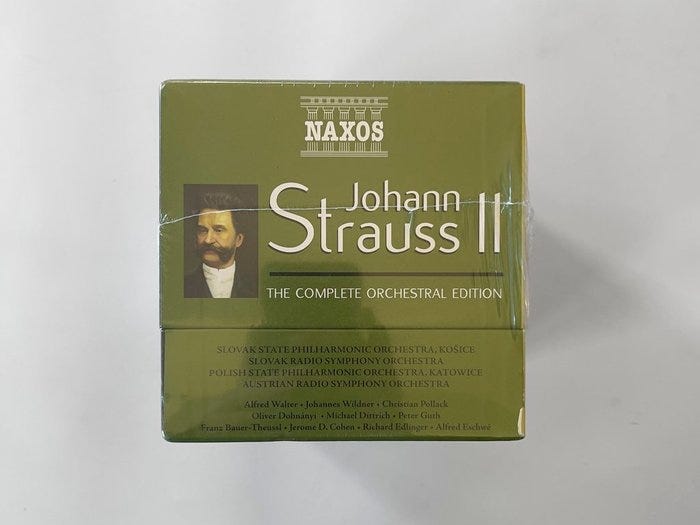 NAXOS
Johann
Strauss II
THE COMPLETE ORCHESTRAL EDITION
SLOVAK STATE PHILHARMONIC ORCHESTRA, KOŠICE
SLOVAK RADIO SYMPHONY ORCHESTRA
POLISH STATE PHILHARMONIC ORCHESTRA, KATOWICE
AUSTRIAN RADIO SYMPHONY ORCHESTRA
Alfred Walter • Johannes Wildner • Christian Pollack
Oliver Dohnányi • Michael Dittrich • Peter Guth
Franz Bauer-Theussl • Jerome D. Cohen • Richard Edlinger • Alfred Eschwé